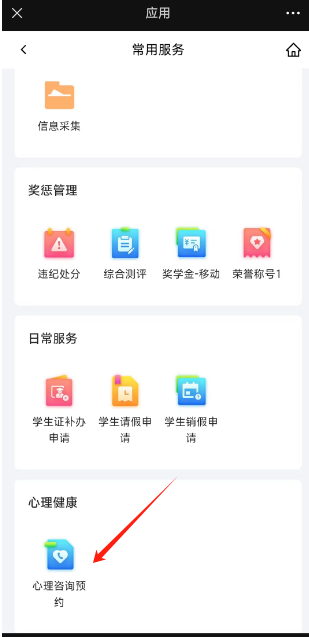 应用
常用服务
信息采集
奖惩管理
违纪处分
综合测评
奖学金-移动
荣誉称号1
日常服务
学生证补办
申请
学生请假申
请
学生销假申
请
心理健康
心理咨询预
约